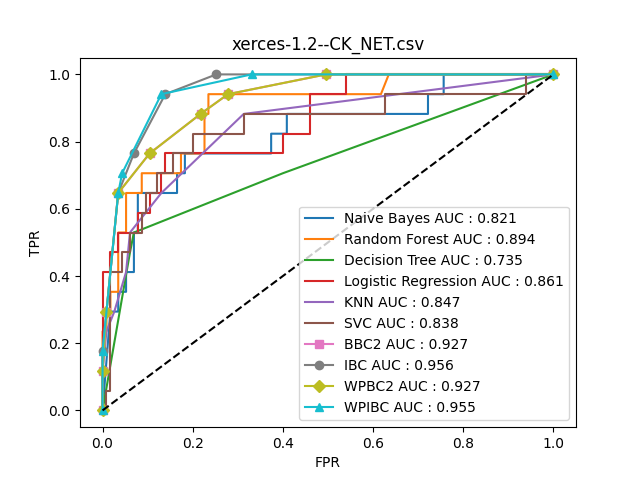 xerces-1.2--CK_NET.csv
1.0
0.8
0.6
0.4
0.2
0.0
TPR
Naive Bayes AUC : 0.821
Random Forest AUC : 0.894
Decision Tree AUC : 0.735
Logistic Regression AUC : 0.861
KNN AUC : 0.847
SVC AUC : 0.838
BBC2 AUC : 0.927
IBC AUC : 0.956
WPBC2 AUC : 0.927
WPIBC AUC : 0.955
0.0 0.2 0.4 0.6 0.8 1.0
FPR